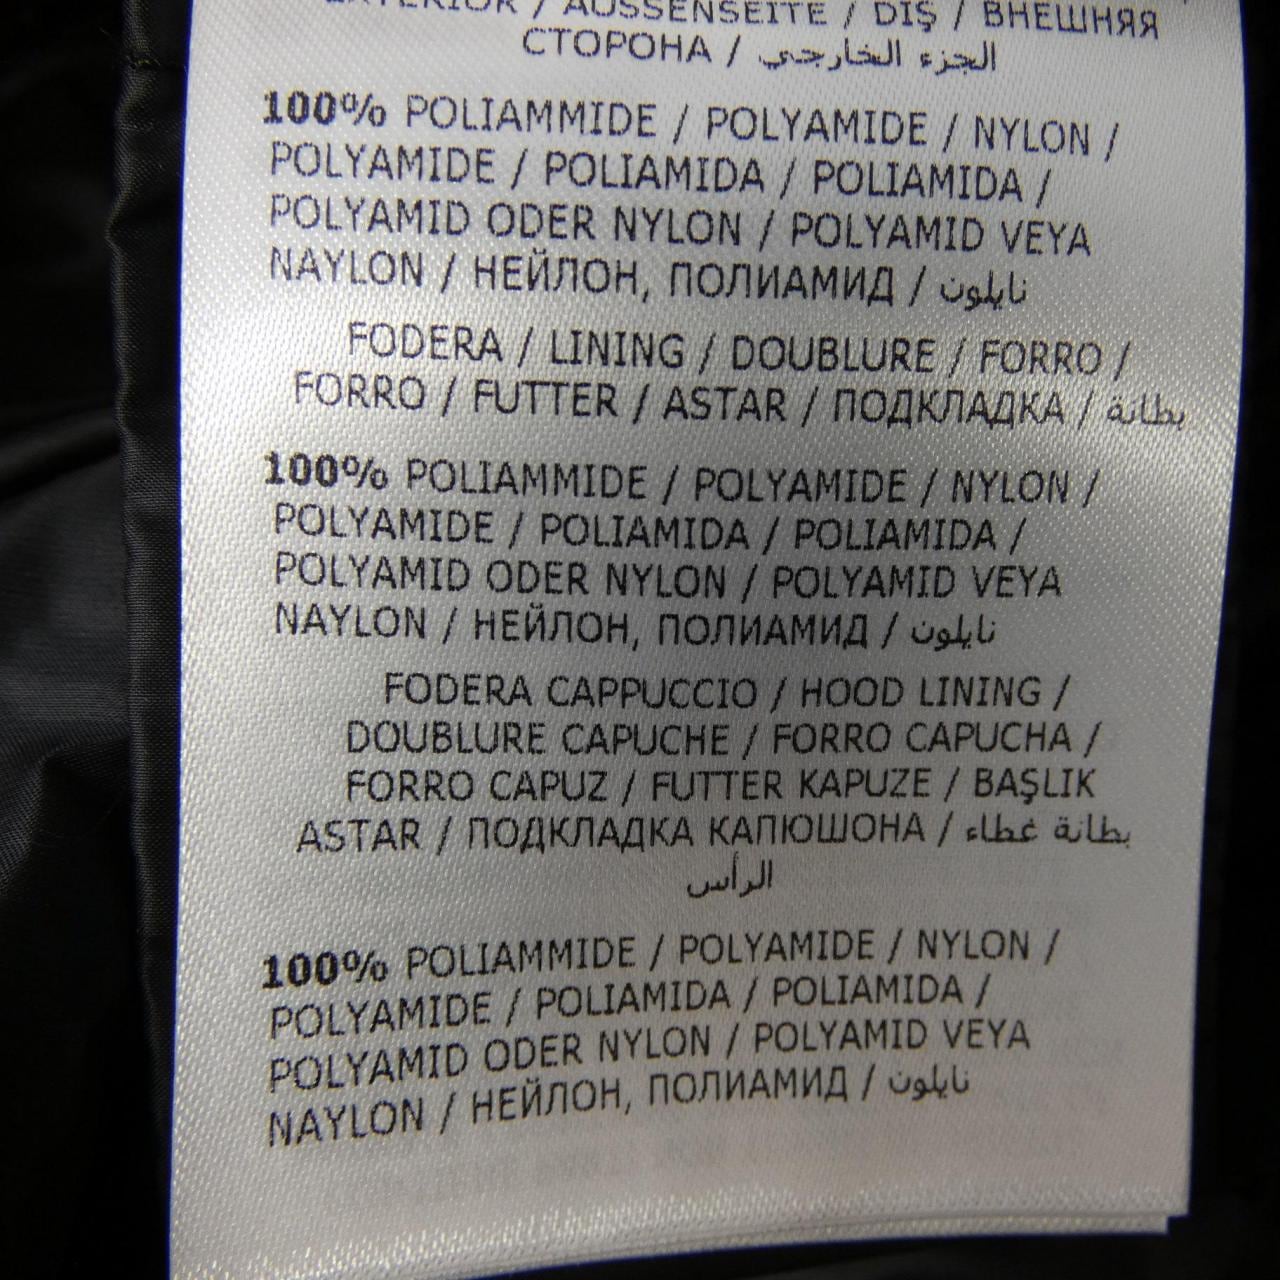 EXTERIOR / AUSSENSEITE / DIŞ / ВНЕШНЯЯ
СТОРОНА / الجزء الخارجي
100% POLIAMMIDE / POLYAMIDE / NYLON /
POLYAMIDE / POLIAMIDA / POLIAMIDA /
POLYAMID ODER NYLON / POLYAMID VEYA
NAYLON / НЕЙЛОН, ПОЛИАМИД / نايلون
FODERA / LINING / DOUBLURE / FORRO /
FORRO / FUTTER / ASTAR / ПОДКЛАДКА / بطانة
100% POLIAMMIDE / POLYAMIDE / NYLON /
POLYAMIDE / POLIAMIDA / POLIAMIDA /
POLYAMID ODER NYLON / POLYAMID VEYA
NAYLON / НЕЙЛОН, ПОЛИАМИД / نايلون
FODERA CAPPUCCIO / HOOD LINING /
DOUBLURE CAPUCHE / FORRO CAPUCHA /
FORRO CAPUZ / FUTTER KAPUZE / BAŞLIK
ASTAR / ПОДКЛАДКА КАПЮШОНА / بطانة غطاء
الرأس
100% POLIAMMIDE / POLYAMIDE / NYLON /
POLYAMIDE / POLIAMIDA / POLIAMIDA /
POLYAMID ODER NYLON / POLYAMID VEYA
NAYLON / НЕЙЛОН, ПОЛИАМИД / نايلون